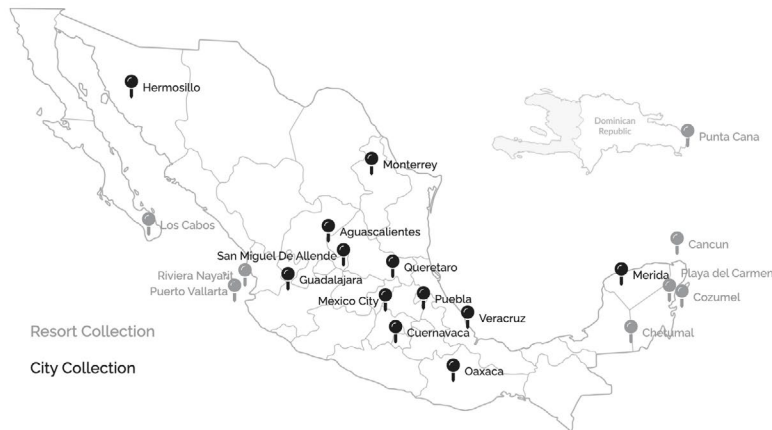 Hermosillo
Dominican
Republic
Punta Cana
Monterrey
Los Cabos
Aguascalientes
Cancun
San Miguel De Allende
Queretaro
Riviera Nayarit
Guadalajara
Merida
Playa del Carmen
Puerto Vallarta
Mexico City
Puebla
Cozumel
Veracruz
Resort Collection
Cuernavaca
Chetumal
City Collection
Oaxaca